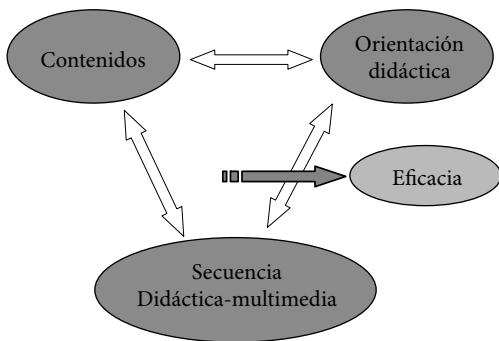 Contenidos
Orientación
didáctica
Eficacia
Secuencia
Didáctica-multimedia